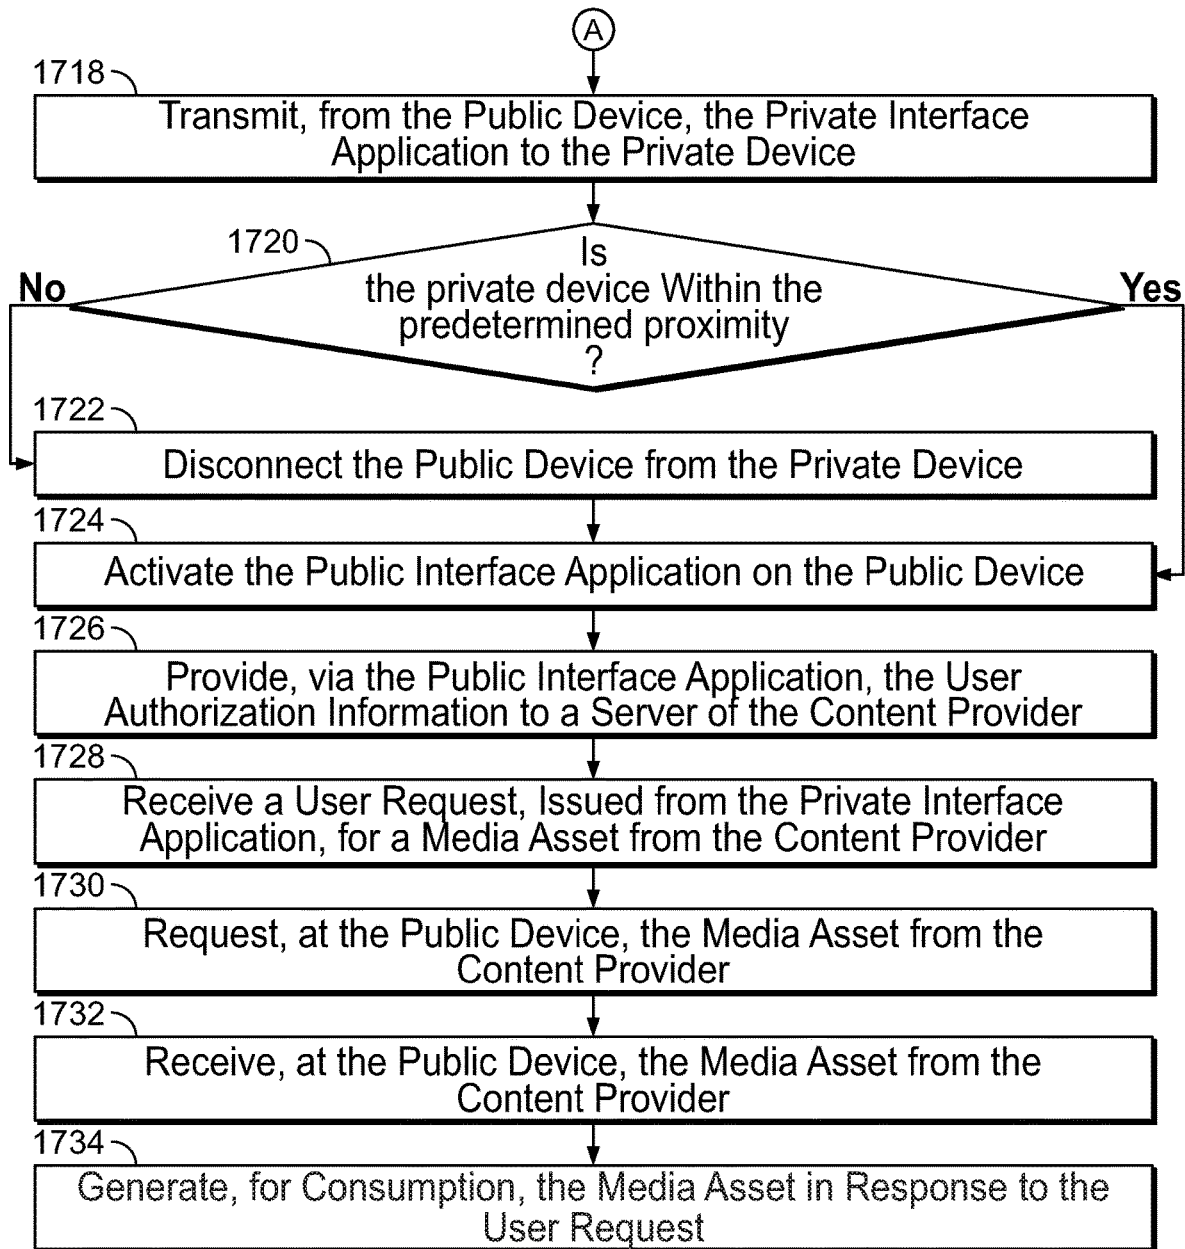 A
1718
Transmit, from the Public Device, the Private Interface
Application to the Private Device
1720
Is
the private device Within the
predetermined proximity
?
No
Yes
1722
Disconnect the Public Device from the Private Device
1724
Activate the Public Interface Application on the Public Device
1726
Provide, via the Public Interface Application, the User
Authorization Information to a Server of the Content Provider
1728
Receive a User Request, Issued from the Private Interface
Application, for a Media Asset from the Content Provider
1730
Request, at the Public Device, the Media Asset from the
Content Provider
1732
Receive, at the Public Device, the Media Asset from the
Content Provider
1734
Generate, for Consumption, the Media Asset in Response to the
User Request